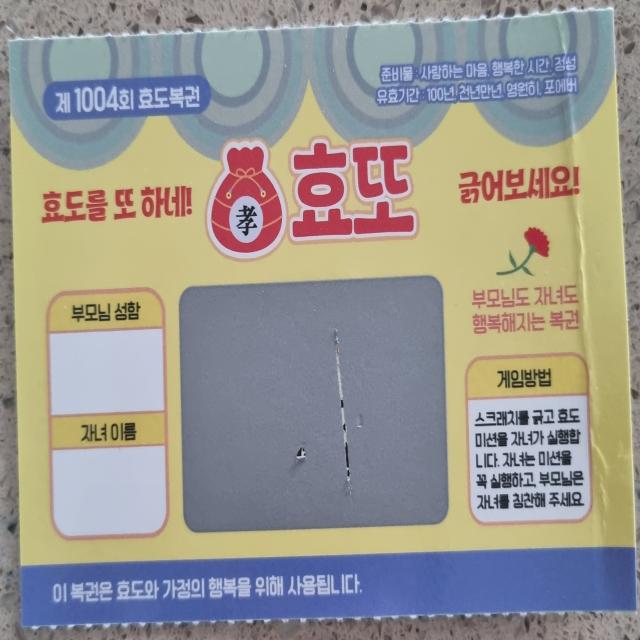 제 1004회 효도복권
준비물 : 사랑하는 마음, 행복한 시간, 정성
유효기간 : 100년, 천년만년, 영원히, 포에버
효도를 또 하네!
孝
효또
긁어보세요!
부모님도 자녀도
행복해지는 복권
부모님 성함
자녀 이름
게임방법
스크래치를 긁고 효도
미션을 자녀가 실행합
니다. 자녀는 미션을
꼭 실행하고, 부모님은
자녀를 칭찬해 주세요
이 복권은 효도와 가정의 행복을 위해 사용됩니다.